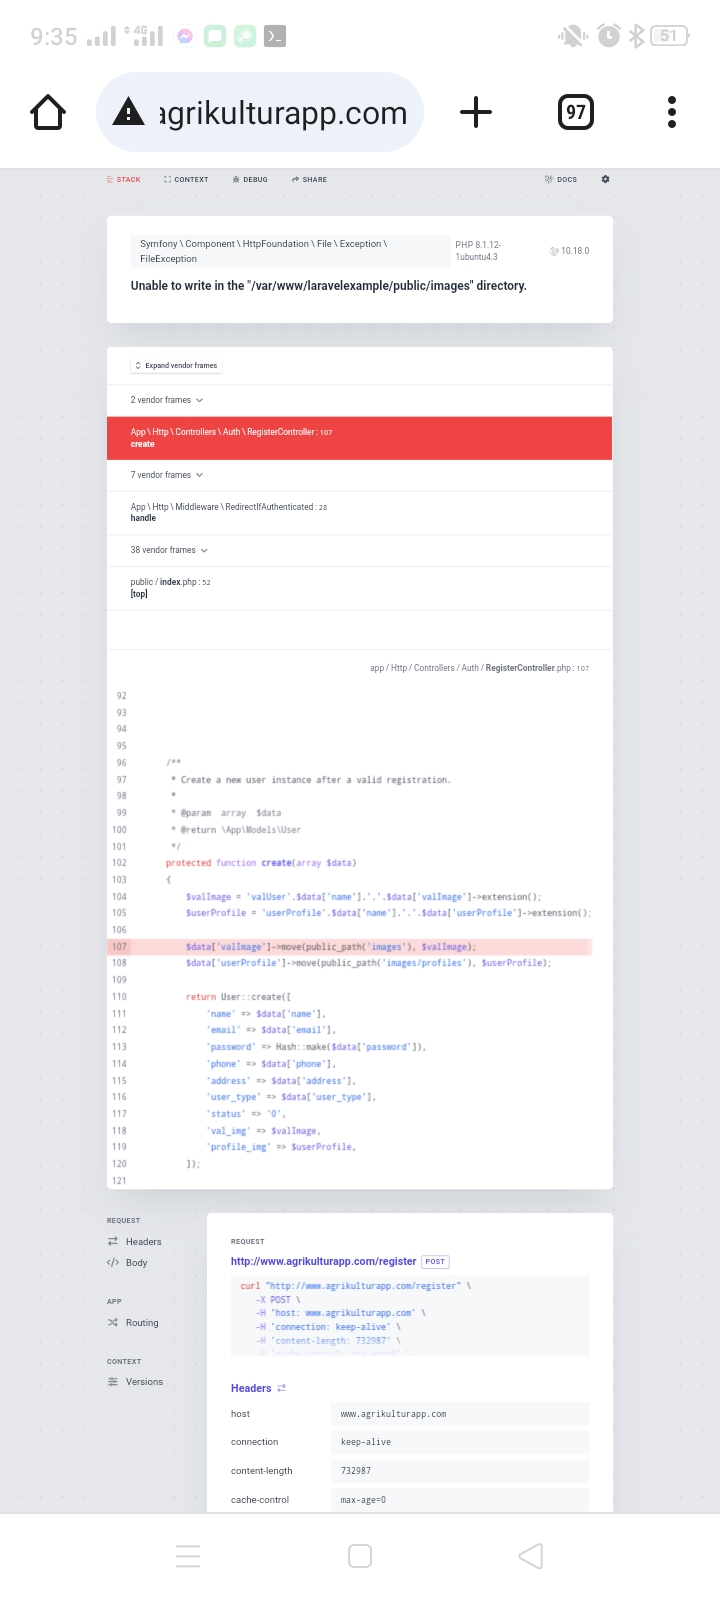 9:35 4G 51
agrikulturapp.com 97
STACK CONTEXT DEBUG SHARE DOCS
Symfony \ Component \ HttpFoundation \ File \ Exception \
FileException
PHP 8.1.12-
1ubuntu4.3
10.18.0
Unable to write in the "/var/www/laravelexample/public/images" directory.
Expand vendor frames
2 vendor frames
App \ Http \ Controllers \ Auth \ RegisterController : 107
create
7 vendor frames
App \ Http \ Middleware \ RedirectIfAuthenticated : 28
handle
38 vendor frames
public / index.php : 52
[top]
app / Http / Controllers / Auth / RegisterController.php : 107
92
93
94
95
96 /**
97 * Create a new user instance after a valid registration.
98 *
99 * @param  array  $data
100 * @return \App\Models\User
101 */
102 protected function create(array $data)
103 {
104 $valImage = 'valUser'.$data['name'].'.'.$data['valImage']->extension();
105 $userProfile = 'userProfile'.$data['name'].'.'.$data['userProfile']->extension();
106
107 $data['valImage']->move(public_path('images'), $valImage);
108 $data['userProfile']->move(public_path('images/profiles'), $userProfile);
109
110 return User::create([
111 'name' => $data['name'],
112 'email' => $data['email'],
113 'password' => Hash::make($data['password']),
114 'phone' => $data['phone'],
115 'address' => $data['address'],
116 'user_type' => $data['user_type'],
117 'status' => '0',
118 'val_img' => $valImage,
119 'profile_img' => $userProfile,
120 ]);
121
REQUEST
Headers
Body
APP
Routing
CONTEXT
Versions
REQUEST
http://www.agrikulturapp.com/register POST
curl "http://www.agrikulturapp.com/register" \
-X POST \
-H 'host: www.agrikulturapp.com' \
-H 'connection: keep-alive' \
-H 'content-length: 732987' \
-H 'cache-control: max-age=0' \
Headers
host www.agrikulturapp.com
connection keep-alive
content-length 732987
cache-control max-age=0